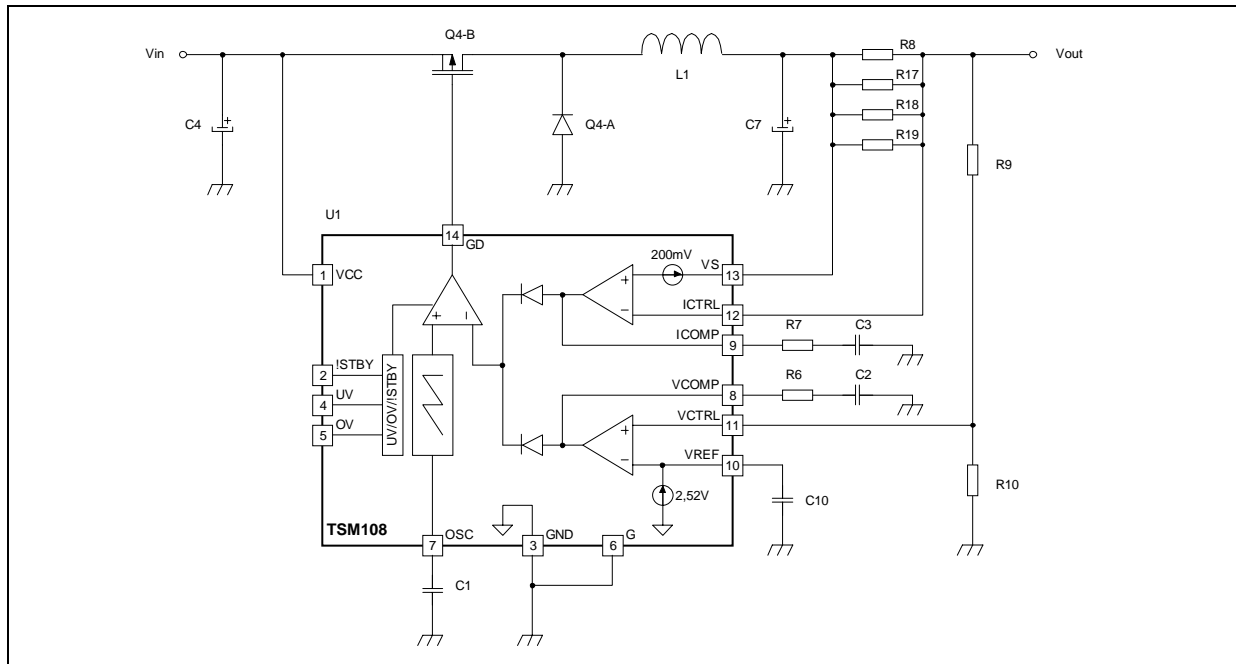 Q4-B
Vin
R8
Vout
L1
R17
R18
R19
C4
+
Q4-A
C7
+
R9
U1
14
GD
200mV
VS
13
1
VCC
+
−
ICTRL
12
+
−
ICOMP
9
R7
C3
2
!STBY
4
UV
5
OV
UV/OV/!STBY
VCOMP
8
R6
C2
VCTRL
11
+
−
VREF
10
2,52V
C10
R10
TSM108
7
OSC
3
GND
6
G
C1